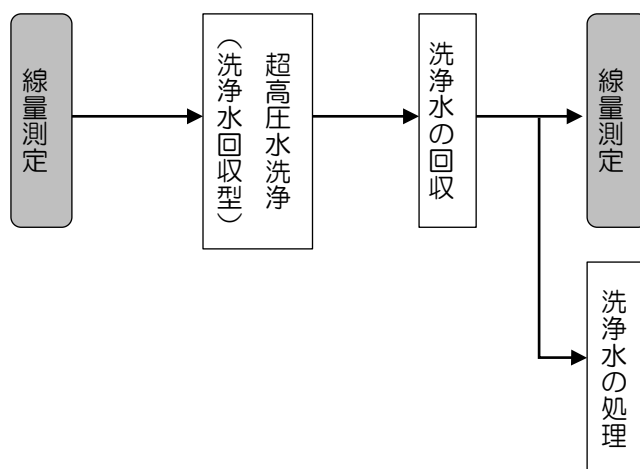 線量測定
超高圧水洗浄
（洗浄水回収型）
洗浄水の回収
線量測定
洗浄水の処理